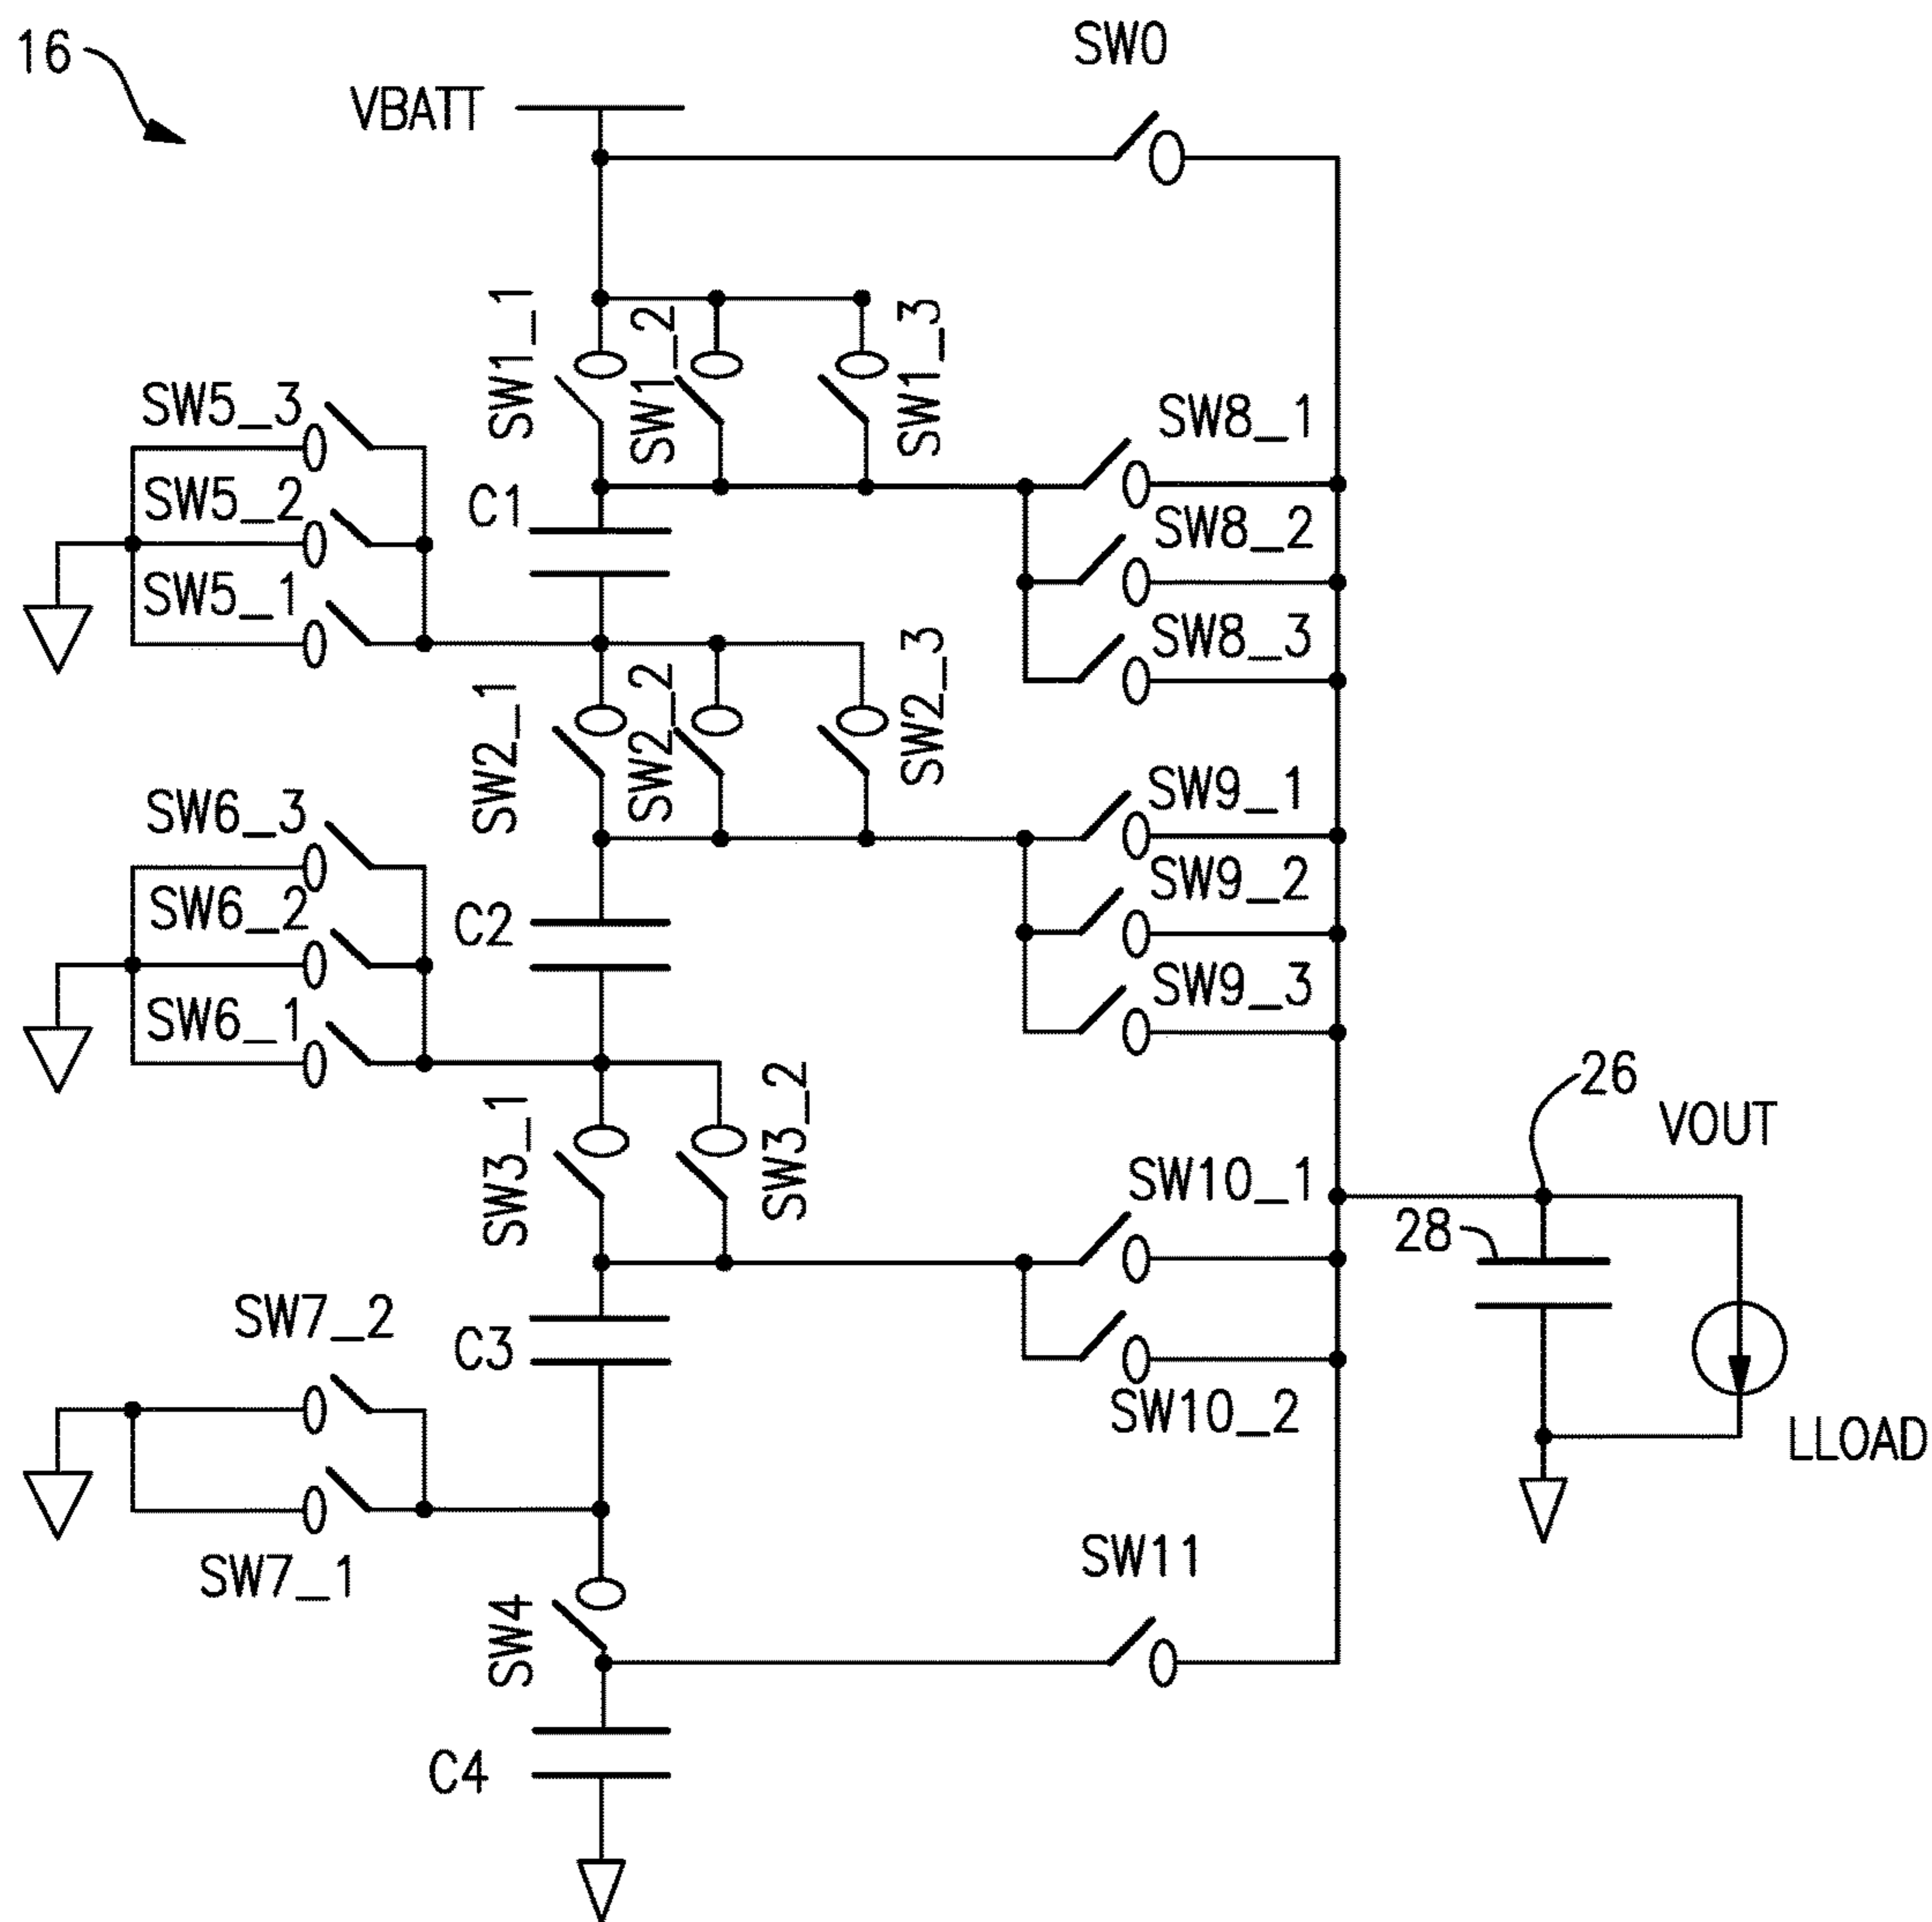 16
SW0
VBATT
SW1_1
SW1_2
SW1_3
SW5_3
SW5_2
SW5_1
C1
SW8_1
SW8_2
SW8_3
SW2_1
SW2_2
SW2_3
SW6_3
SW6_2
SW6_1
C2
SW9_1
SW9_2
SW9_3
SW3_1
SW3_2
26
VOUT
SW10_1
28
SW7_2
C3
SW10_2
LLOAD
SW7_1
SW4
SW11
C4